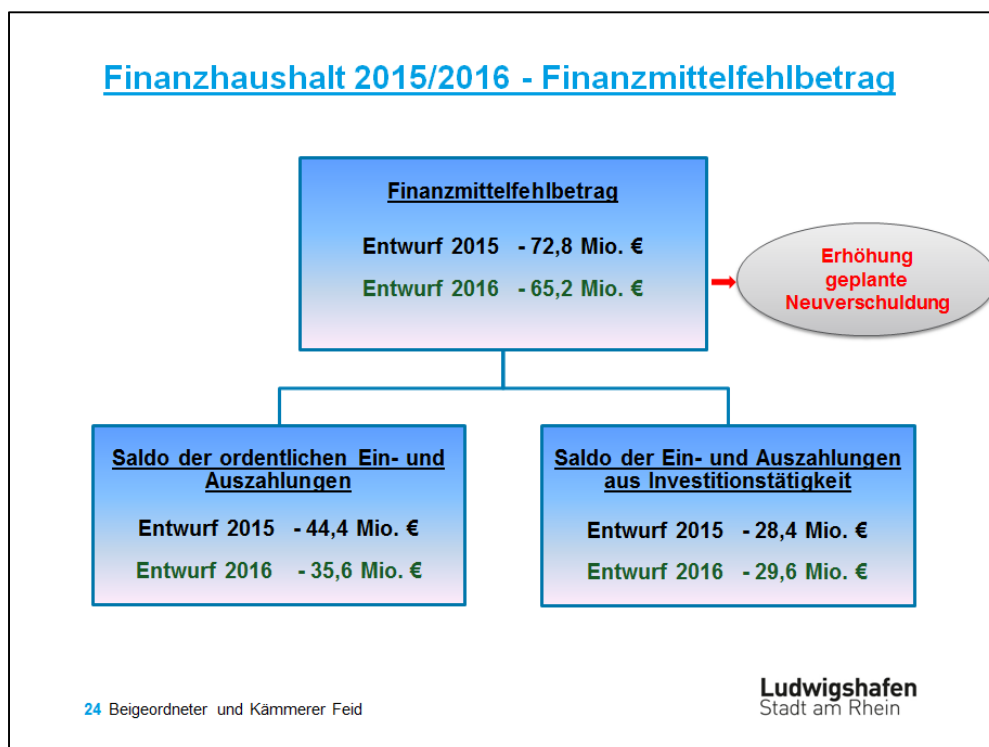 Finanzhaushalt 2015/2016 - Finanzmittelfehlbetrag
Finanzmittelfehlbetrag
Entwurf 2015 - 72,8 Mio. €
Entwurf 2016 - 65,2 Mio. €
Erhöhung
geplante
Neuverschuldung
Saldo der ordentlichen Ein- und
Auszahlungen
Entwurf 2015 - 44,4 Mio. €
Entwurf 2016 - 35,6 Mio. €
Saldo der Ein- und Auszahlungen
aus Investitionstätigkeit
Entwurf 2015 - 28,4 Mio. €
Entwurf 2016 - 29,6 Mio. €
24 Beigeordneter und Kämmerer Feid
Ludwigshafen
Stadt am Rhein